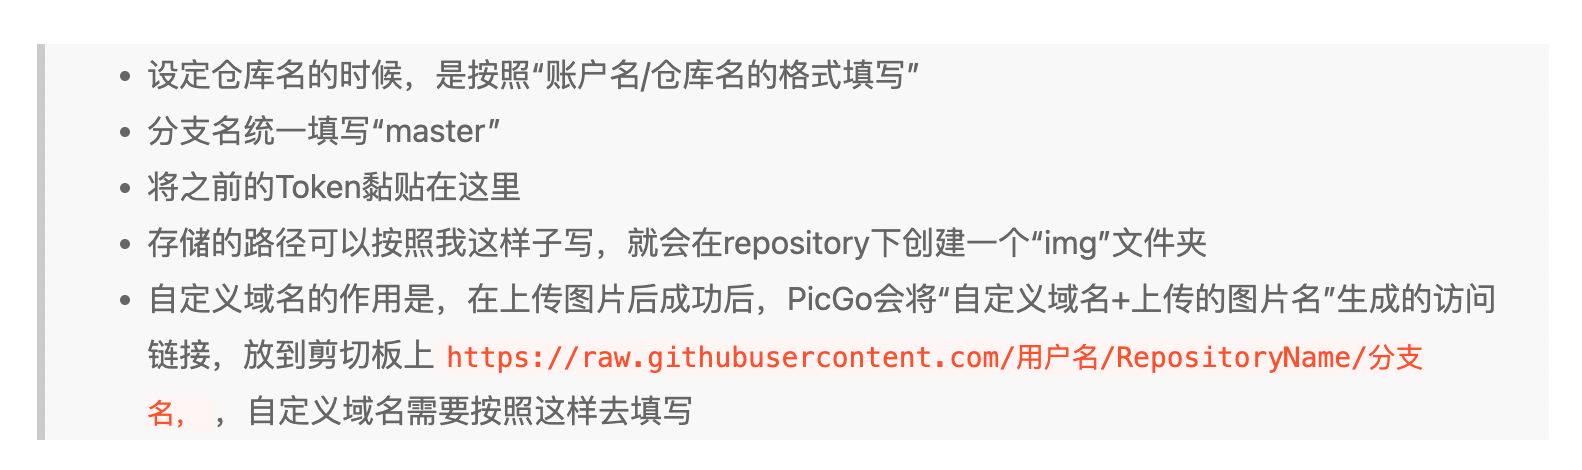 • 设定仓库名的时候，是按照“账户名/仓库名的格式填写”
• 分支名统一填写“master”
• 将之前的Token黏贴在这里
• 存储的路径可以按照我这样子写，就会在repository下创建一个“img”文件夹
• 自定义域名的作用是，在上传图片后成功后，PicGo会将“自定义域名+上传的图片名”生成的访问
链接，放到剪切板上 https://raw.githubusercontent.com/用户名/RepositoryName/分支
名， ，自定义域名需要按照这样去填写